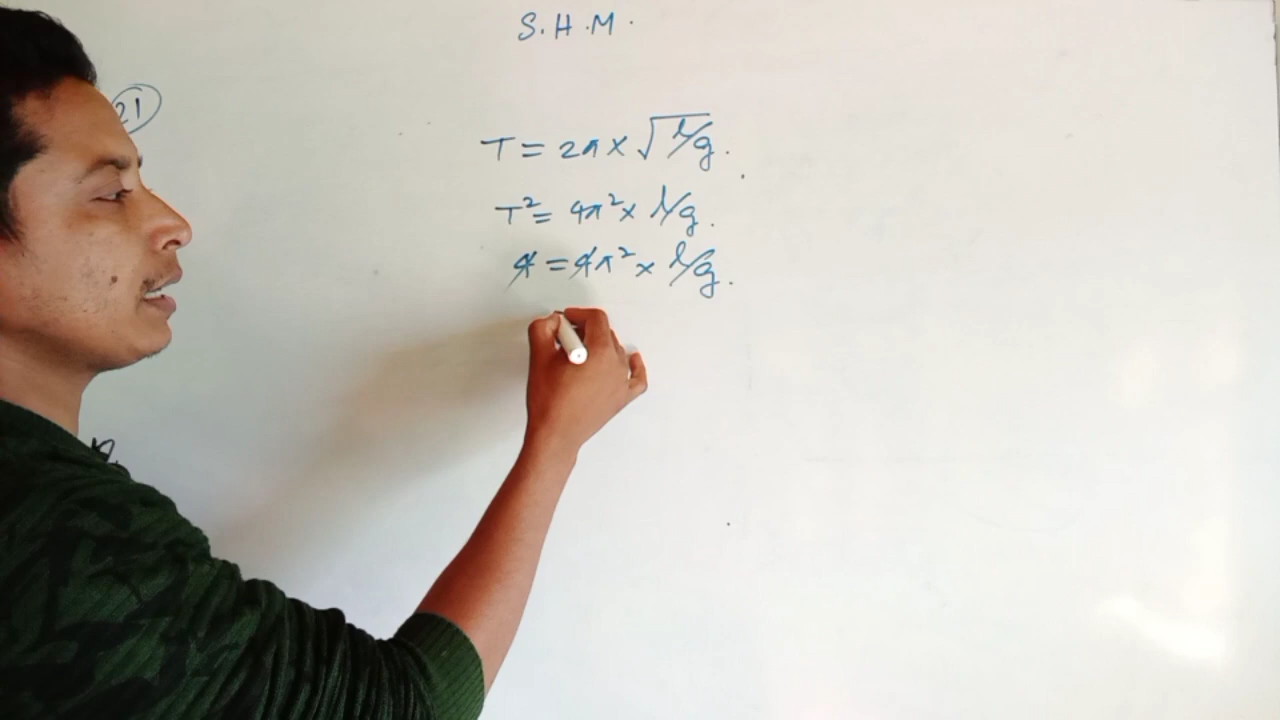 S.H.M.
21
T = 2π × √l/g.
T² = 4π² × l/g.
4 = 4π² × l/g.